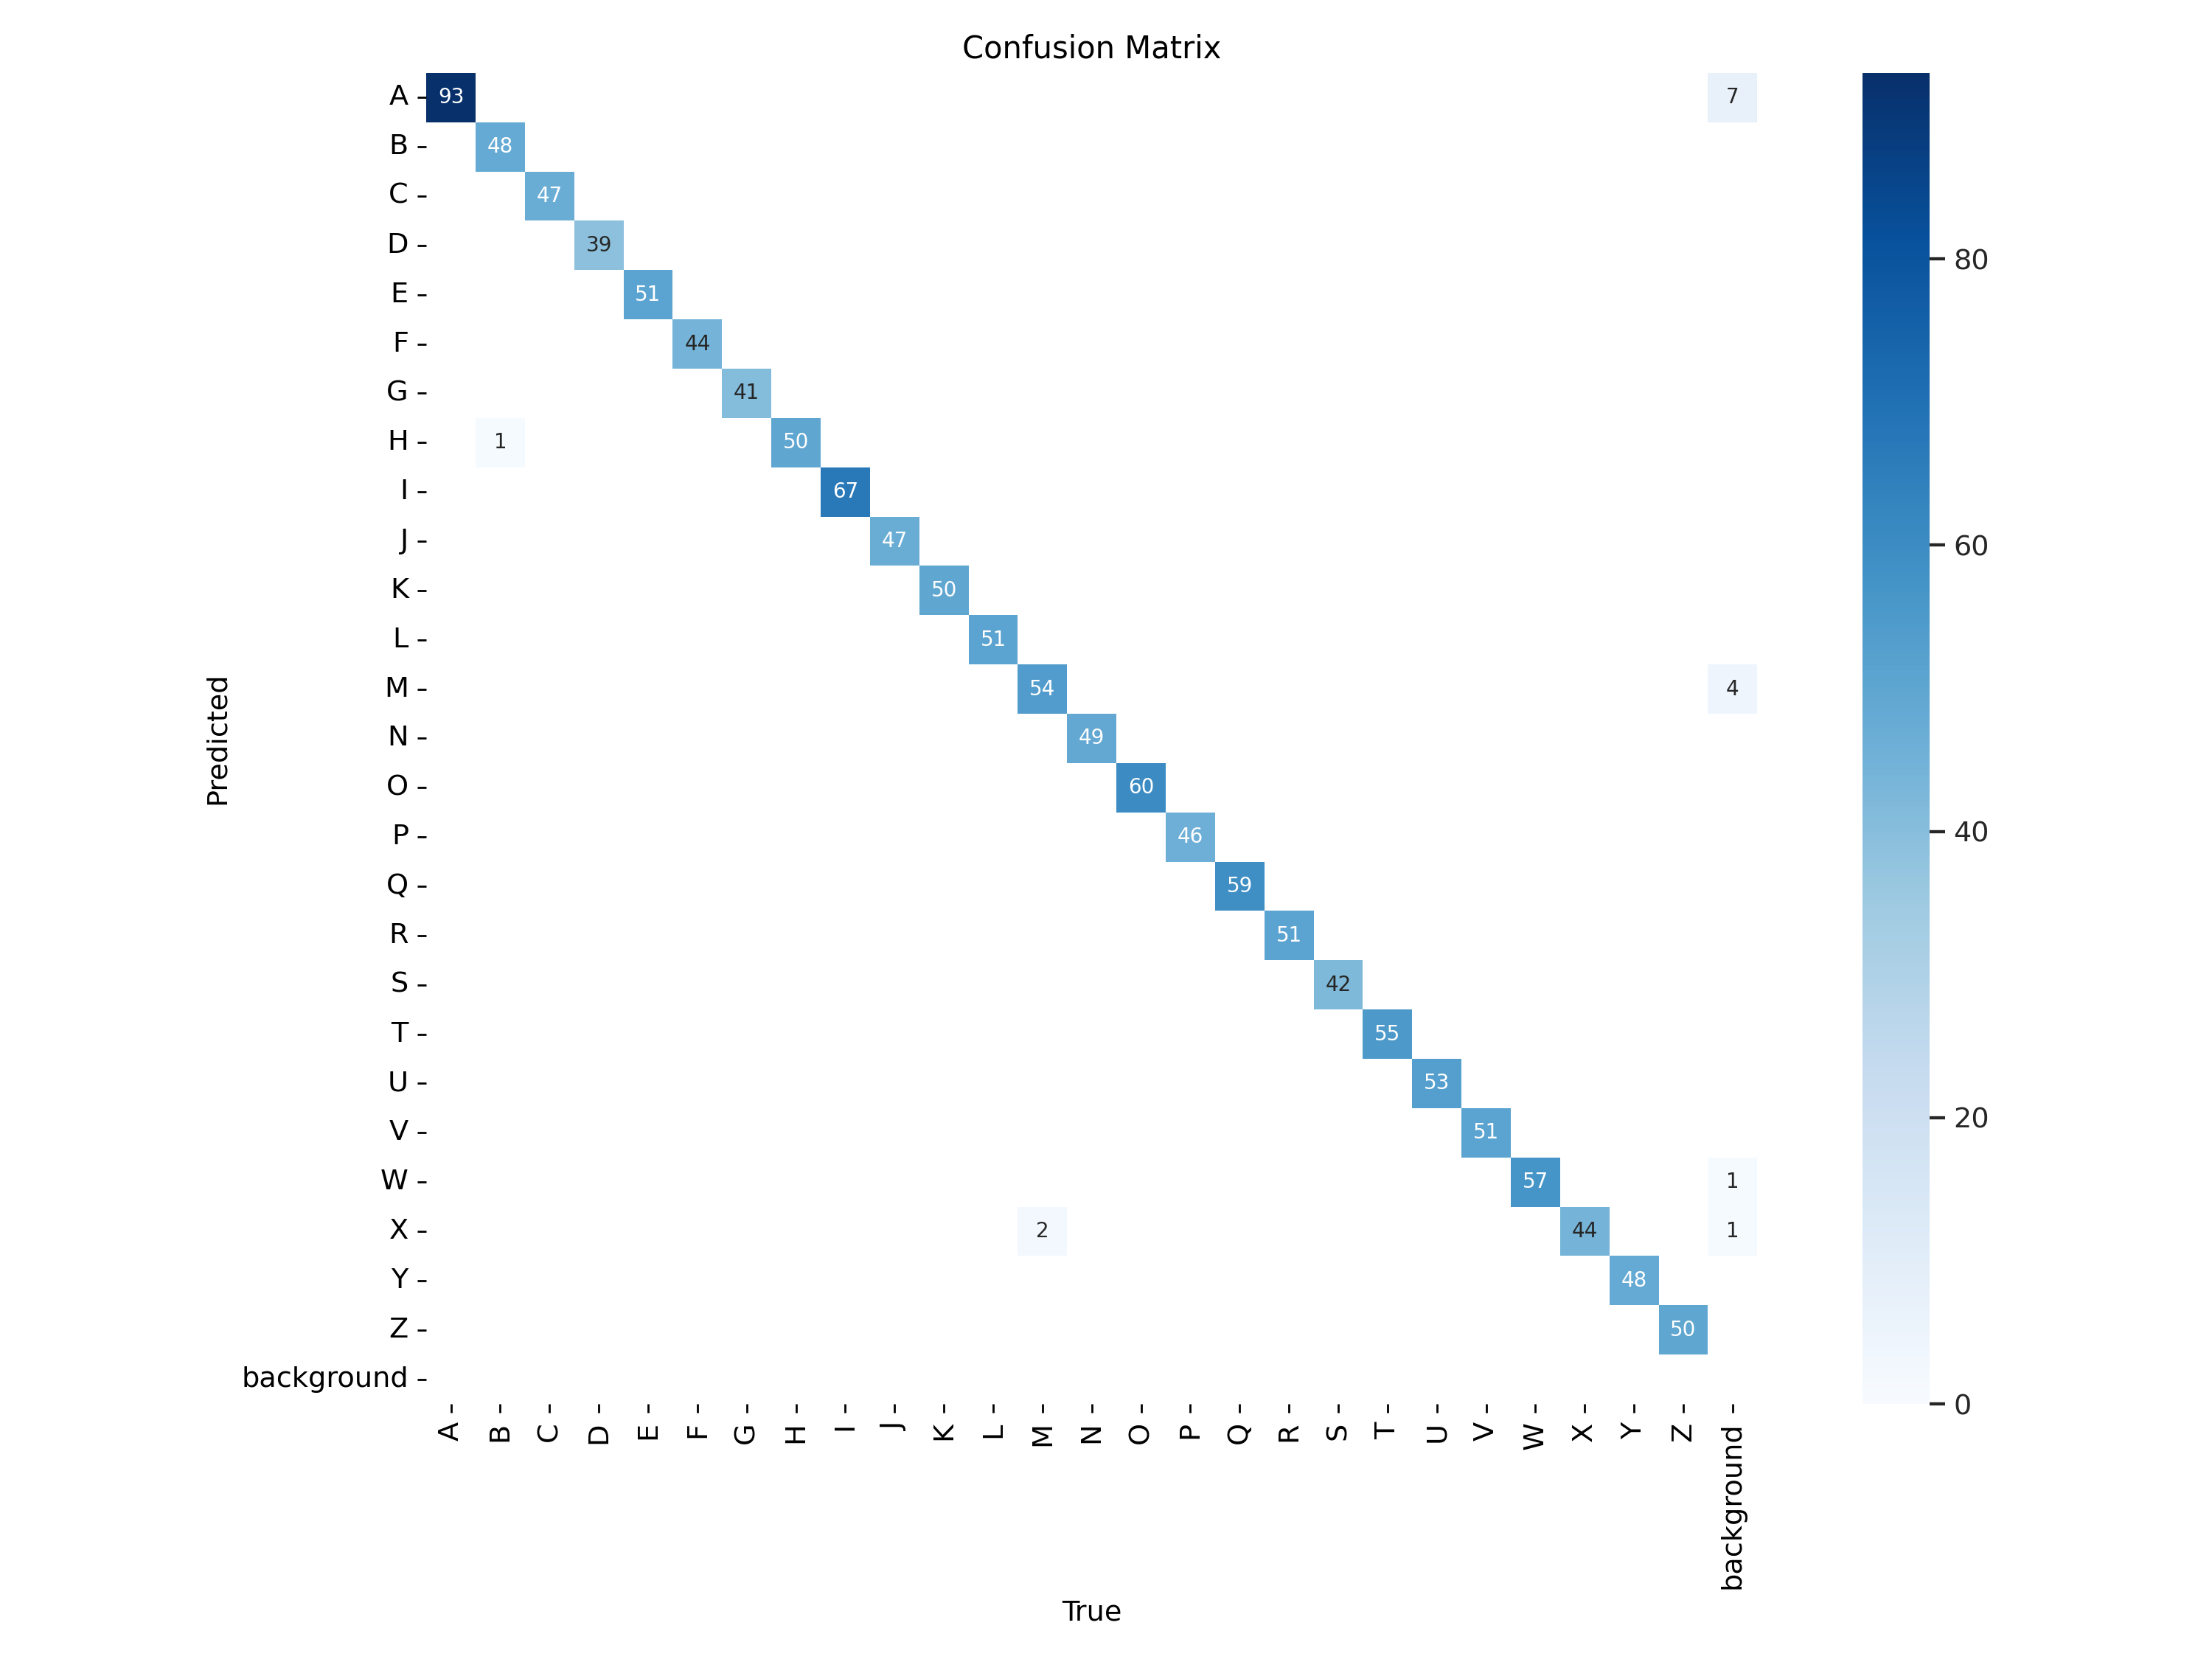 Confusion Matrix
A 93 7
B 48
C 47
D 39
E 51
F 44
G 41
H 1 50
I 67
J 47
K 50
L 51
M 54 4
N 49
O 60
P 46
Q 59
R 51
S 42
T 55
U 53
V 51
W 57 1
X 2 44 1
Y 48
Z 50
background
A B C D E F G H I J K L M N O P Q R S T U V W X Y Z background
True
Predicted
80
60
40
20
0